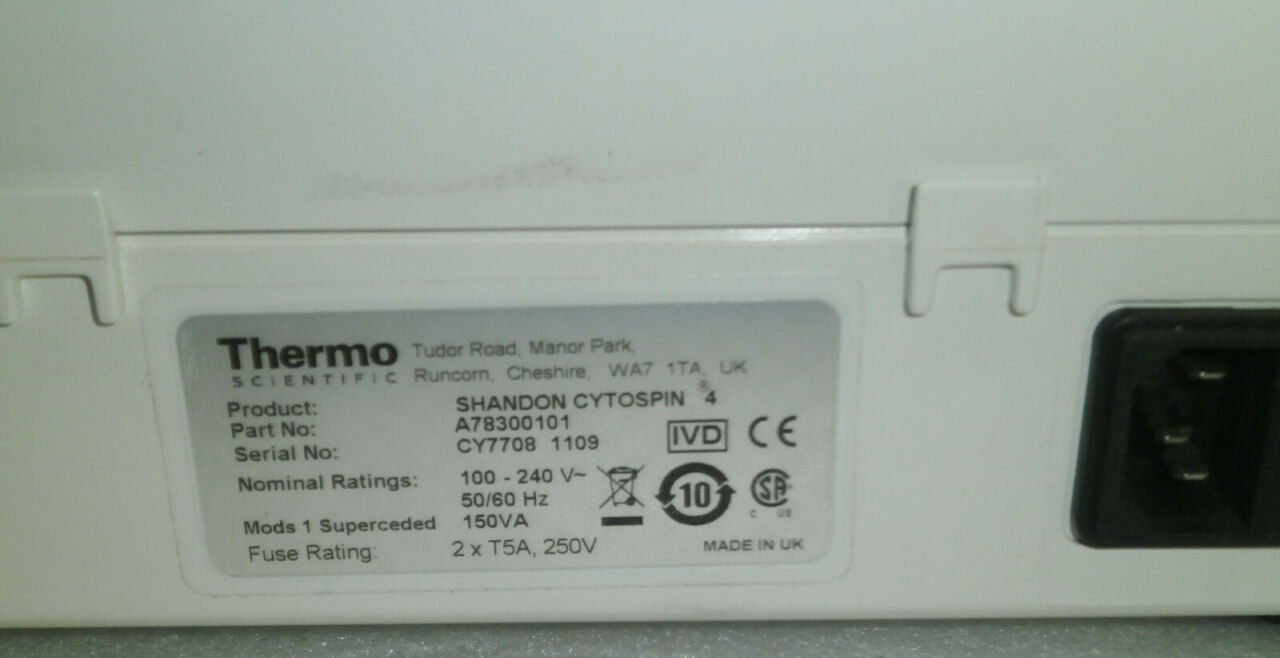 Thermo
SCIENTIFIC
Tudor Road, Manor Park,
Runcorn, Cheshire, WA7 1TA, UK
Product: SHANDON CYTOSPIN ® 4
Part No: A78300101
Serial No: CY7708 1109
IVD CE
Nominal Ratings: 100 - 240 V~
50/60 Hz
10
SA
C US
Mods 1 Superceded 150VA
Fuse Rating: 2 x T5A, 250V
MADE IN UK